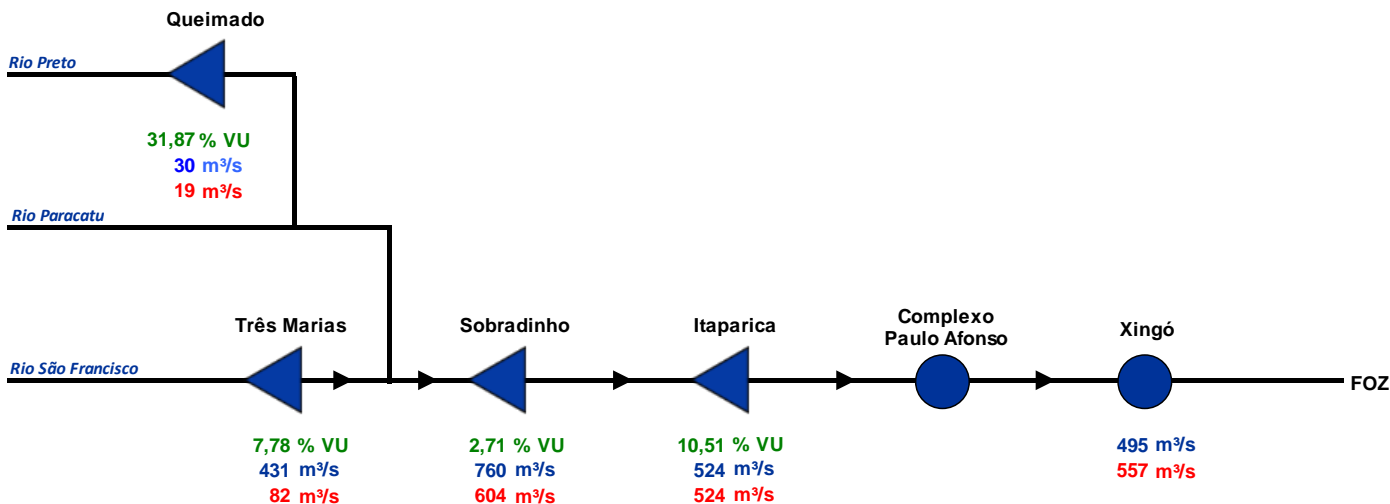 Queimado
Rio Preto
31,87 % VU
30 m³/s
19 m³/s
Rio Paracatu
Três Marias
Sobradinho
Itaparica
Complexo
Paulo Afonso
Xingó
Rio São Francisco
FOZ
7,78 % VU
431 m³/s
82 m³/s
2,71 % VU
760 m³/s
604 m³/s
10,51 % VU
524 m³/s
524 m³/s
495 m³/s
557 m³/s